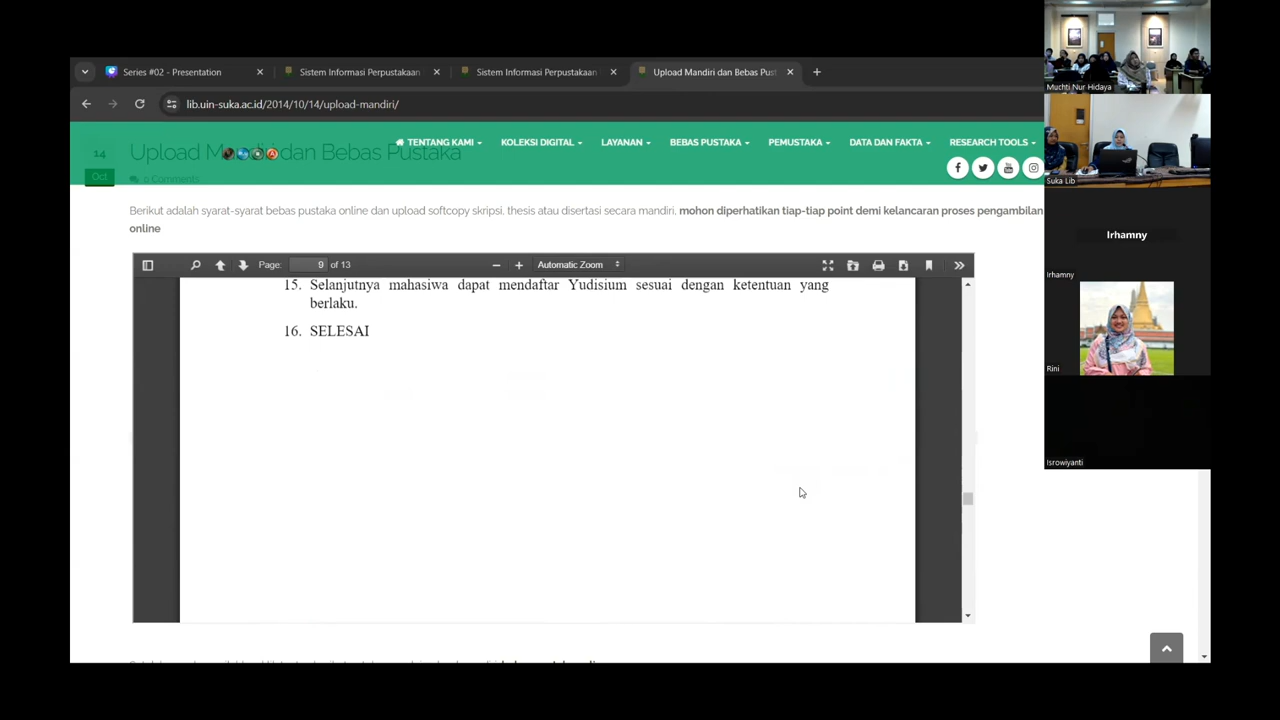 Series #02 - Presentation
Sistem Informasi Perpustakaan
Sistem Informasi Perpustakaan
Upload Mandiri dan Bebas Pust
lib.uin-suka.ac.id/2014/10/14/upload-mandiri/
TENTANG KAMI
KOLEKSI DIGITAL
LAYANAN
BEBAS PUSTAKA
PEMUSTAKA
DATA DAN FAKTA
RESEARCH TOOLS
14
Oct
Upload Mandiri dan Bebas Pustaka
0 Comments
Berikut adalah syarat-syarat bebas pustaka online dan upload softcopy skripsi, thesis atau disertasi secara mandiri, mohon diperhatikan tiap-tiap point demi kelancaran proses pengambilan
online
Page: 9 of 13
Automatic Zoom
15. Selanjutnya mahasiwa dapat mendaftar Yudisium sesuai dengan ketentuan yang
berlaku.
16. SELESAI
Muchti Nur Hidaya
Suka Lib
Irhamny
Irhamny
Rini
Isrowiyanti